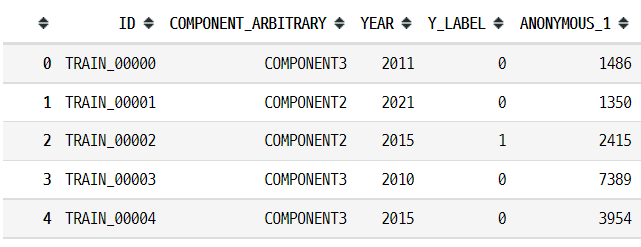 ID COMPONENT_ARBITRARY YEAR Y_LABEL ANONYMOUS_1
0 TRAIN_00000 COMPONENT3 2011 0 1486
1 TRAIN_00001 COMPONENT2 2021 0 1350
2 TRAIN_00002 COMPONENT2 2015 1 2415
3 TRAIN_00003 COMPONENT3 2010 0 7389
4 TRAIN_00004 COMPONENT3 2015 0 3954